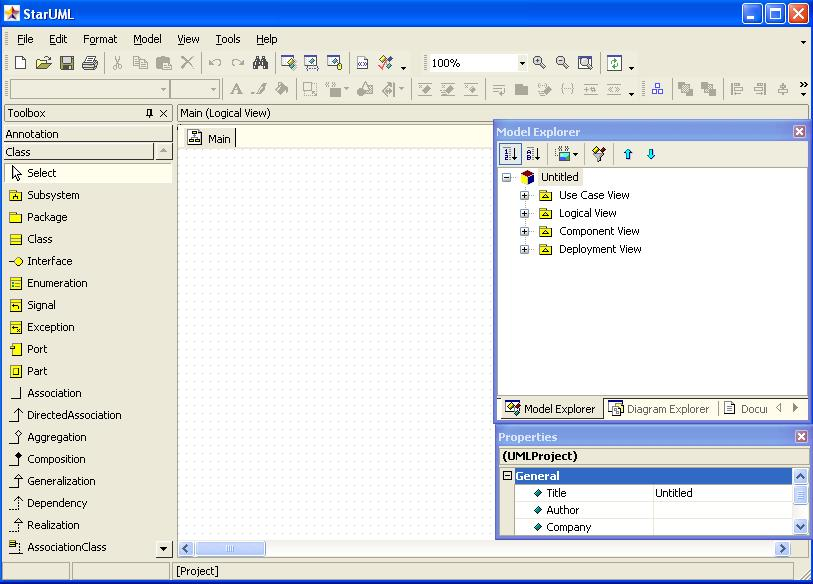 StarUML
File Edit Format Model View Tools Help
100%
Toolbox
Main (Logical View)
Annotation
Class
Main
Select
Subsystem
Package
Class
Interface
Enumeration
Signal
Exception
Port
Part
Association
DirectedAssociation
Aggregation
Composition
Generalization
Dependency
Realization
AssociationClass
Model Explorer
Untitled
Use Case View
Logical View
Component View
Deployment View
Model Explorer Diagram Explorer Docu
Properties
(UMLProject)
General
Title Untitled
Author
Company
[Project]